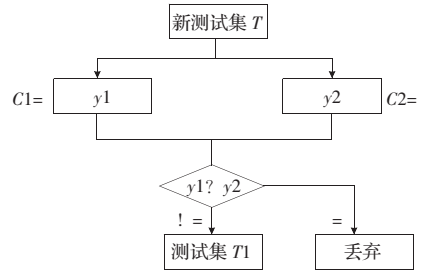 新测试集 T
C1= y1 y2 C2=
y1? y2
! = =
测试集 T1 丢弃